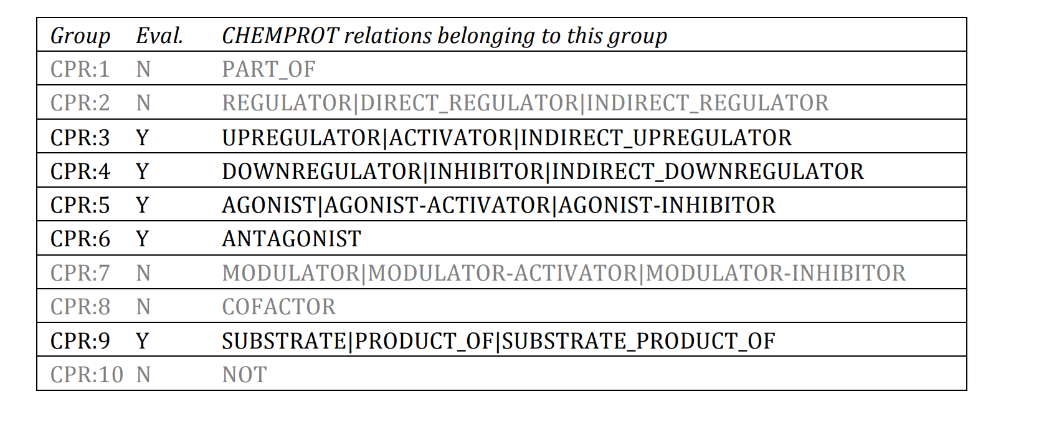 Group Eval. CHEMPROT relations belonging to this group
CPR:1 N PART_OF
CPR:2 N REGULATOR|DIRECT_REGULATOR|INDIRECT_REGULATOR
CPR:3 Y UPREGULATOR|ACTIVATOR|INDIRECT_UPREGULATOR
CPR:4 Y DOWNREGULATOR|INHIBITOR|INDIRECT_DOWNREGULATOR
CPR:5 Y AGONIST|AGONIST-ACTIVATOR|AGONIST-INHIBITOR
CPR:6 Y ANTAGONIST
CPR:7 N MODULATOR|MODULATOR-ACTIVATOR|MODULATOR-INHIBITOR
CPR:8 N COFACTOR
CPR:9 Y SUBSTRATE|PRODUCT_OF|SUBSTRATE_PRODUCT_OF
CPR:10 N NOT